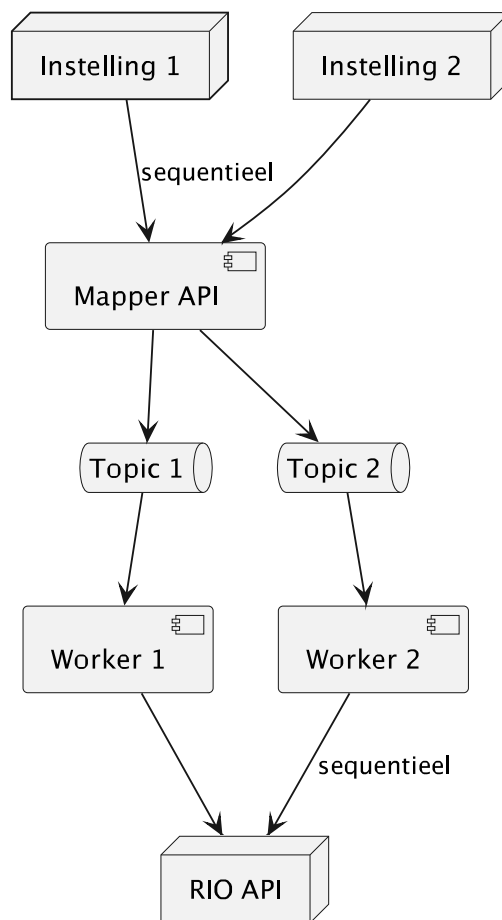 Instelling 1
Instelling 2
sequentieel
Mapper API
Topic 1
Topic 2
Worker 1
Worker 2
sequentieel
RIO API